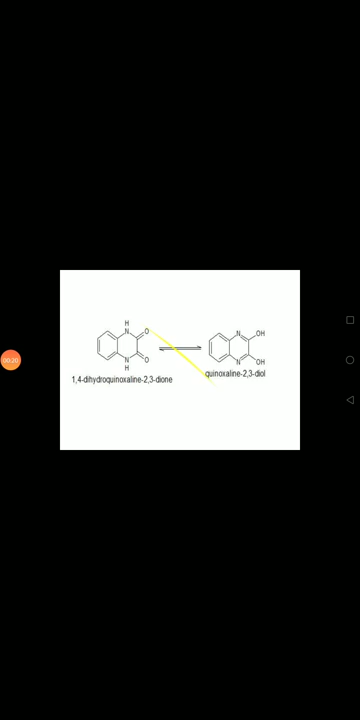 00:20
H
N
O
N
O
H
N
OH
N
OH
1,4-dihydroquinoxaline-2,3-dione
quinoxaline-2,3-diol